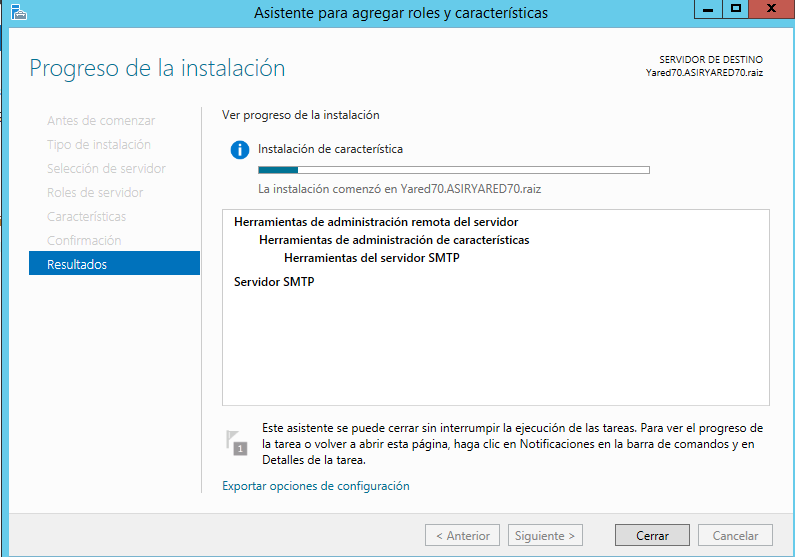 Asistente para agregar roles y características
Progreso de la instalación
SERVIDOR DE DESTINO
Yared70.ASIRYARED70.raiz
Antes de comenzar
Tipo de instalación
Selección de servidor
Roles de servidor
Características
Confirmación
Resultados
Ver progreso de la instalación
Instalación de característica
La instalación comenzó en Yared70.ASIRYARED70.raiz
Herramientas de administración remota del servidor
Herramientas de administración de características
Herramientas del servidor SMTP
Servidor SMTP
1
Este asistente se puede cerrar sin interrumpir la ejecución de las tareas. Para ver el progreso de
la tarea o volver a abrir esta página, haga clic en Notificaciones en la barra de comandos y en
Detalles de la tarea.
Exportar opciones de configuración
< Anterior
Siguiente >
Cerrar
Cancelar